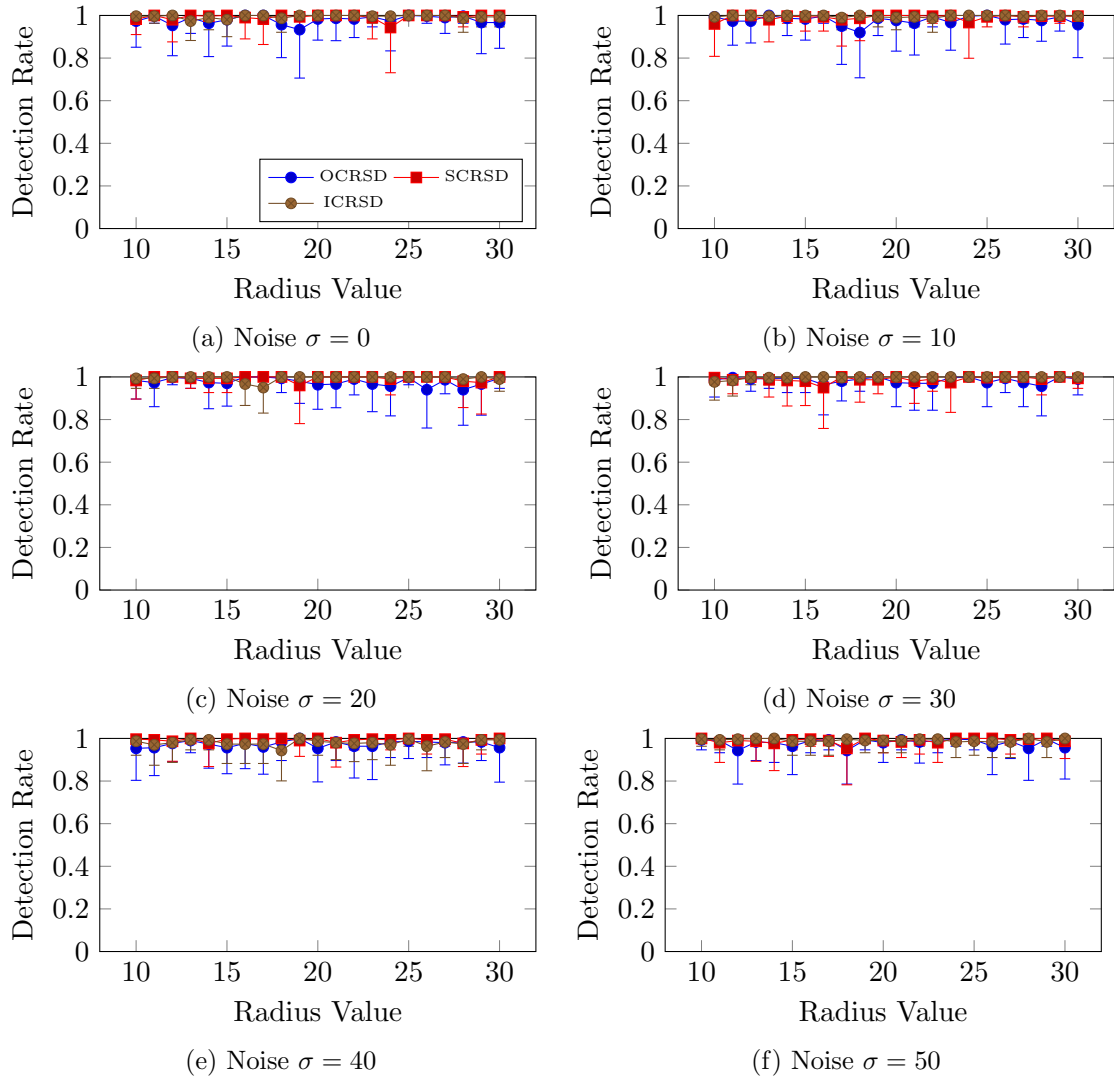 1
0.8
0.6
0.4
0.2
0
Detection Rate
OCRSD SCRSD
ICRSD
10 15 20 25 30
Radius Value
(a) Noise σ = 0
1
0.8
0.6
0.4
0.2
0
Detection Rate
10 15 20 25 30
Radius Value
(b) Noise σ = 10
1
0.8
0.6
0.4
0.2
0
Detection Rate
10 15 20 25 30
Radius Value
(c) Noise σ = 20
1
0.8
0.6
0.4
0.2
0
Detection Rate
10 15 20 25 30
Radius Value
(d) Noise σ = 30
1
0.8
0.6
0.4
0.2
0
Detection Rate
10 15 20 25 30
Radius Value
(e) Noise σ = 40
1
0.8
0.6
0.4
0.2
0
Detection Rate
10 15 20 25 30
Radius Value
(f) Noise σ = 50